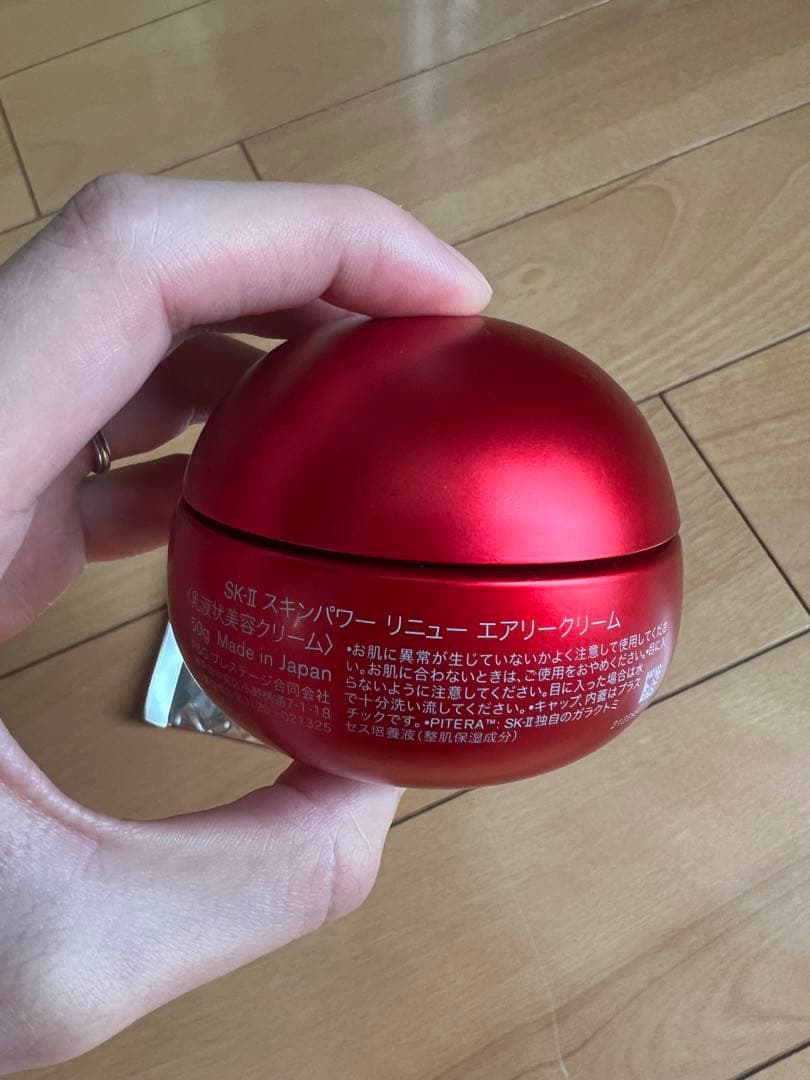 SK-Ⅱ スキンパワー リニュー エアリークリーム
〈乳液状美容クリーム〉
50g Made in Japan
プレステージ合同会社
7-1-18
021325
•お肌に異常が生じていないかよく注意して使用してくださ
い。お肌に合わないときは、ご使用をおやめください。•目に入
らないように注意してください。目に入った場合は水
で十分洗い流してください。•キャップ、内蓋はプラス
チックです。•PITERA™: SK-Ⅱ独自のガラクトミ
セス培養液(整肌保湿成分)